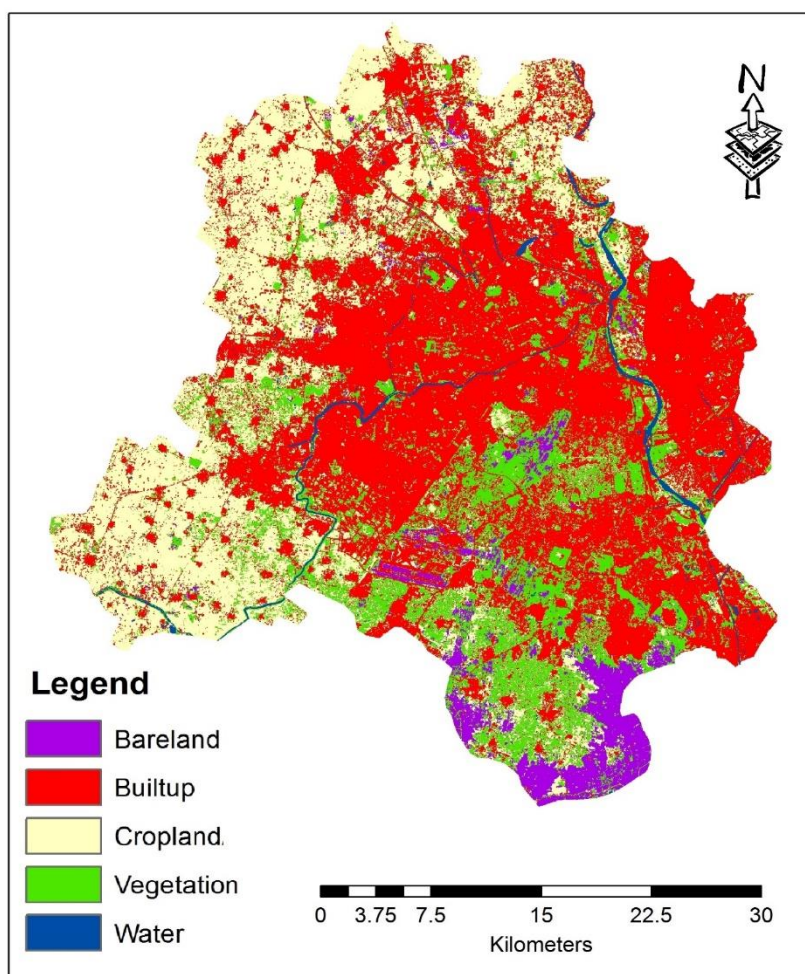 N
Legend
Bareland
Builtup
Cropland
Vegetation
Water
0 3.75 7.5 15 22.5 30
Kilometers